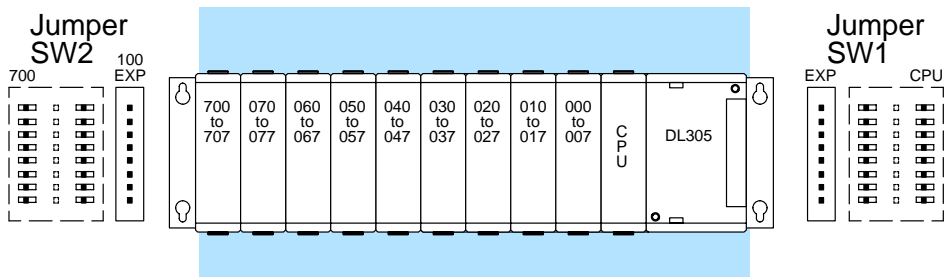 Jumper
SW2
700
100
EXP
700
to
707
070
to
077
060
to
067
050
to
057
040
to
047
030
to
037
020
to
027
010
to
017
000
to
007
C
P
U
DL305
Jumper
SW1
EXP
CPU